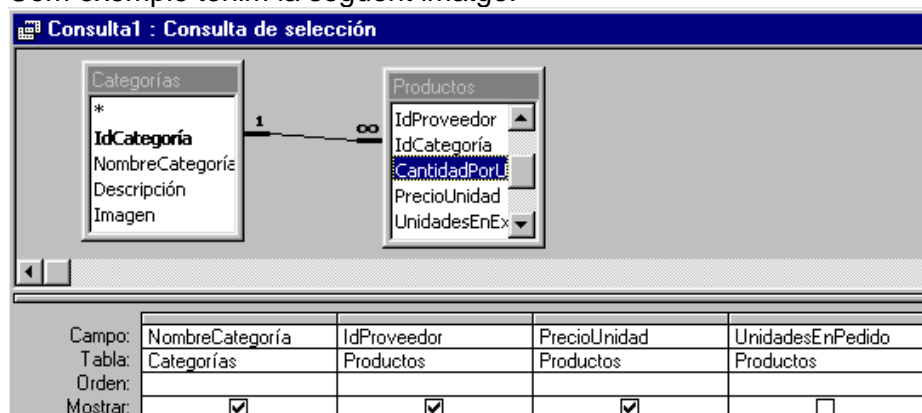 Com exemple tenim la següent imatge:
Consulta1 : Consulta de selección
Categorías
*
IdCategoría
NombreCategoría
Descripción
Imagen
1
∞
Productos
IdProveedor
IdCategoría
CantidadPorU
PrecioUnidad
UnidadesEnEx
Campo: NombreCategoría IdProveedor PrecioUnidad UnidadesEnPedido
Tabla: Categorías Productos Productos Productos
Orden:
Mostrar: